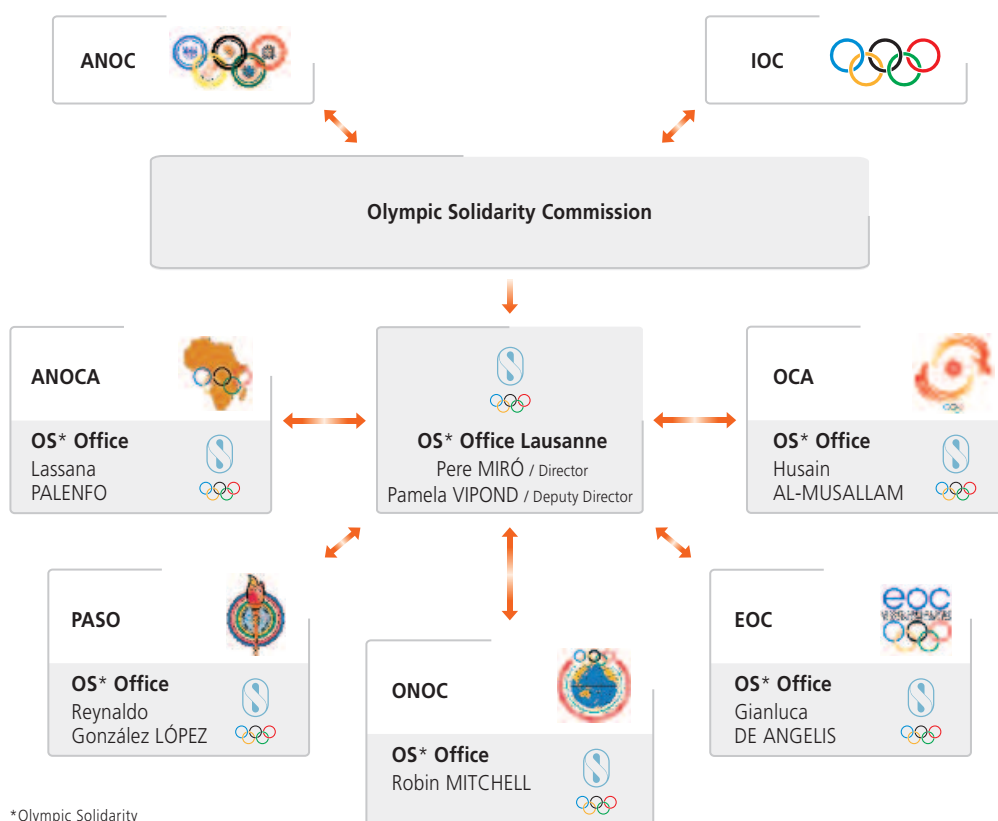 ANOC
IOC
Olympic Solidarity Commission
ANOCA
OS* Office
Lassana
PALENFO
OS* Office Lausanne
Pere MIRÓ / Director
Pamela VIPOND / Deputy Director
OCA
OS* Office
Husain
AL-MUSALLAM
PASO
OS* Office
Reynaldo
González LÓPEZ
ONOC
OS* Office
Robin MITCHELL
EOC
eoc
OS* Office
Gianluca
DE ANGELIS
*Olympic Solidarity